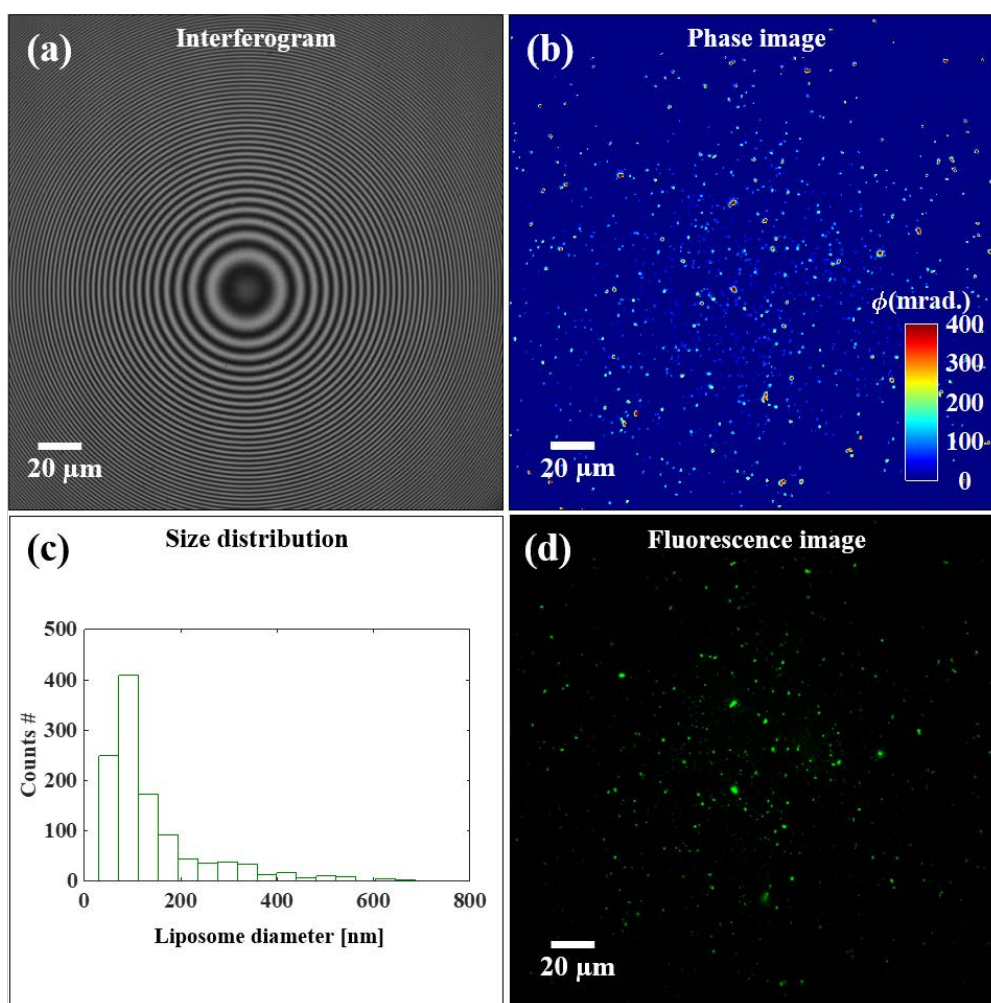 (a)
Interferogram
20 µm
(b)
Phase image
ϕ(mrad.)
400
300
200
100
0
20 µm
(c)
Size distribution
500
400
300
200
100
0
Counts #
0 200 400 600 800
Liposome diameter [nm]
(d)
Fluorescence image
20 µm